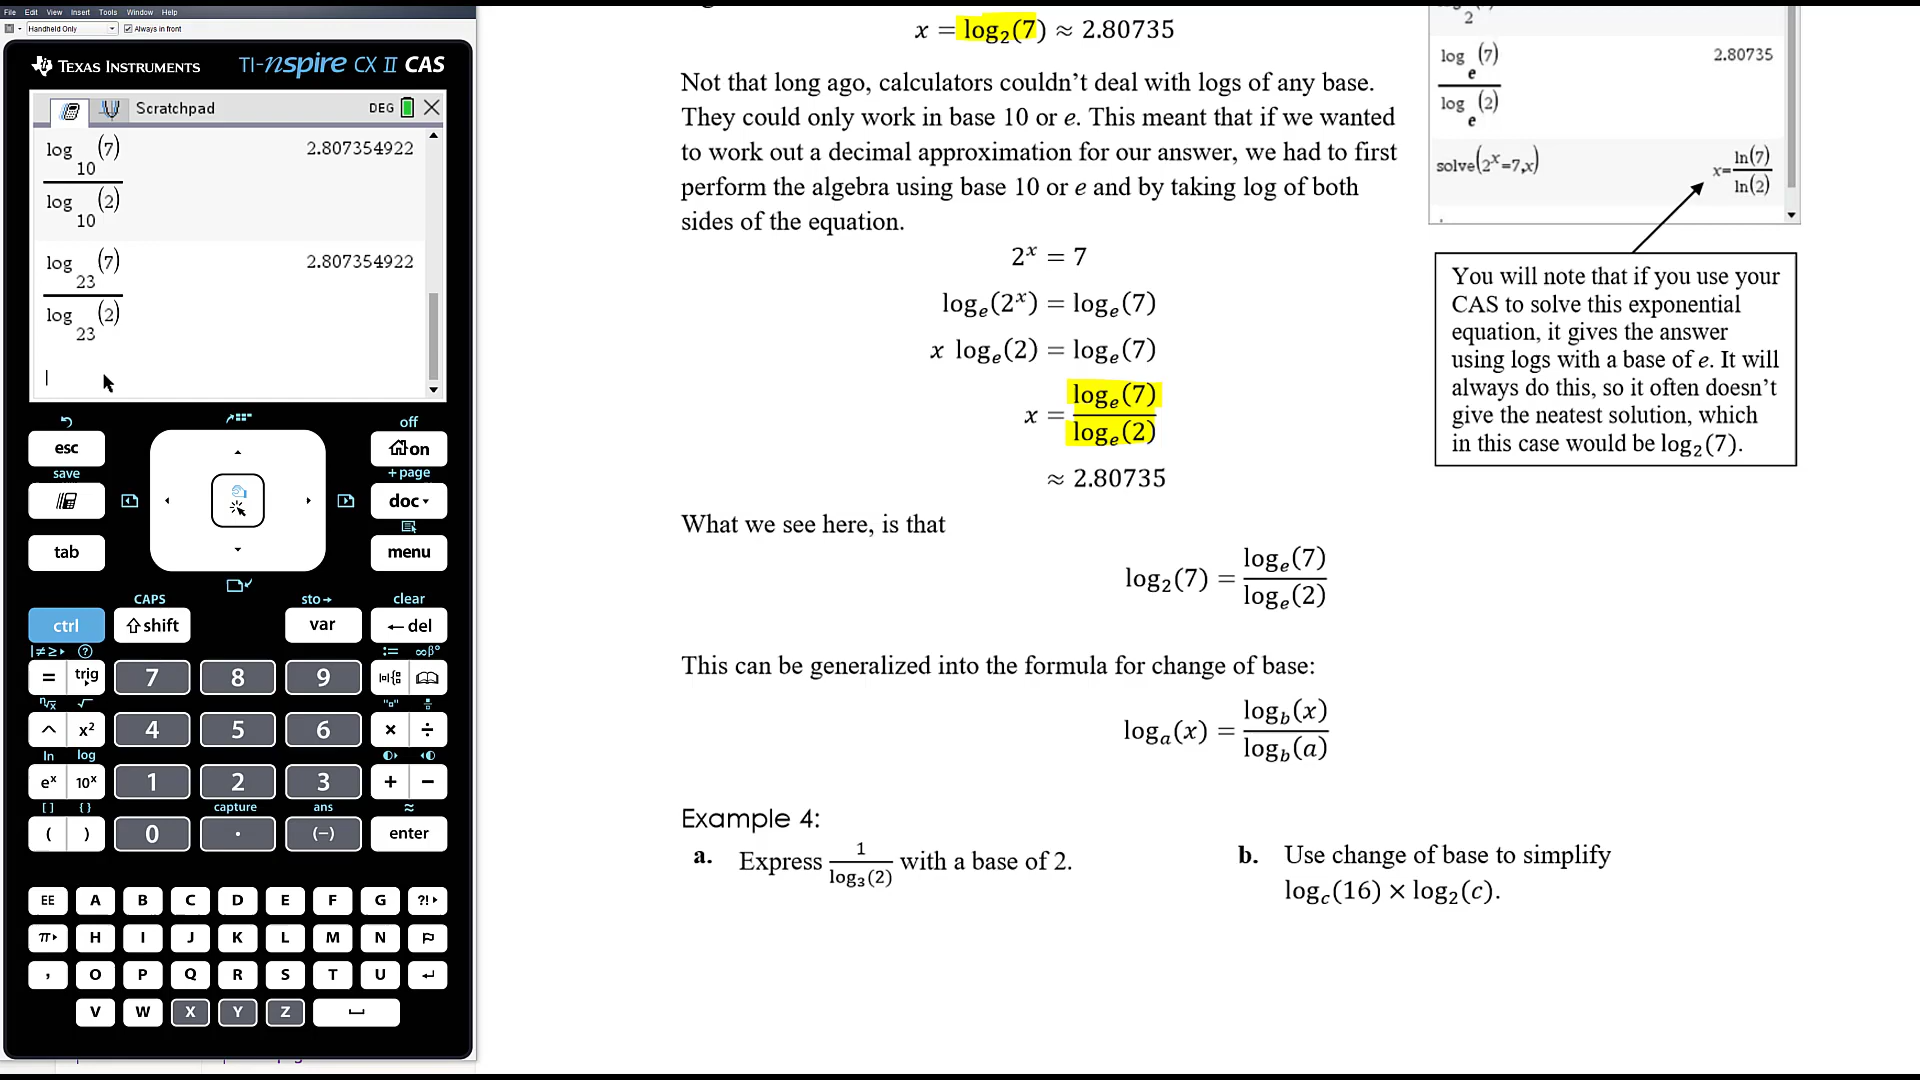 File Edit View Insert Tools Window Help
Handheld Only Always in front
TEXAS INSTRUMENTS TI-nspire CX II CAS
Scratchpad DEG
log₁₀(7)/log₁₀(2) 2.807354922
log₂₃(7)/log₂₃(2) 2.807354922
off
esc on
save + page
doc
tab menu
CAPS sto→ clear
ctrl shift var ← del
|≠≥▸ ? := ∞β°
= trig 7 8 9
ⁿ√x √ "▫" ÷
^ x² 4 5 6 × ÷
ln log
eˣ 10ˣ 1 2 3 + −
[ ] { } capture ans ≈
( ) 0 . (−) enter
EE A B C D E F G ?!▸
π▸ H I J K L M N
, O P Q R S T U ↵
V W X Y Z
x = log₂(7) ≈ 2.80735
Not that long ago, calculators couldn’t deal with logs of any base.
They could only work in base 10 or e. This meant that if we wanted
to work out a decimal approximation for our answer, we had to first
perform the algebra using base 10 or e and by taking log of both
sides of the equation.
2ˣ = 7
logₑ(2ˣ) = logₑ(7)
x logₑ(2) = logₑ(7)
x = logₑ(7)/logₑ(2)
≈ 2.80735
What we see here, is that
log₂(7) = logₑ(7)/logₑ(2)
This can be generalized into the formula for change of base:
logₐ(x) = log_b(x)/log_b(a)
Example 4:
a. Express 1/log₃(2) with a base of 2.
b. Use change of base to simplify
log_c(16) × log₂(c).
logₑ(7)/logₑ(2) 2.80735
solve(2ˣ=7,x) x=ln(7)/ln(2)
You will note that if you use your
CAS to solve this exponential
equation, it gives the answer
using logs with a base of e. It will
always do this, so it often doesn’t
give the neatest solution, which
in this case would be log₂(7).